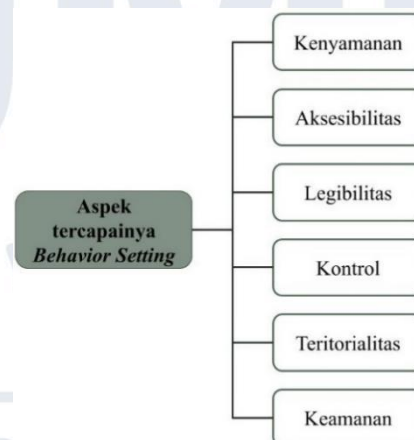 Kenyamanan
Aksesibilitas
Legibilitas
Aspek
tercapainya
Behavior Setting
Kontrol
Teritorialitas
Keamanan